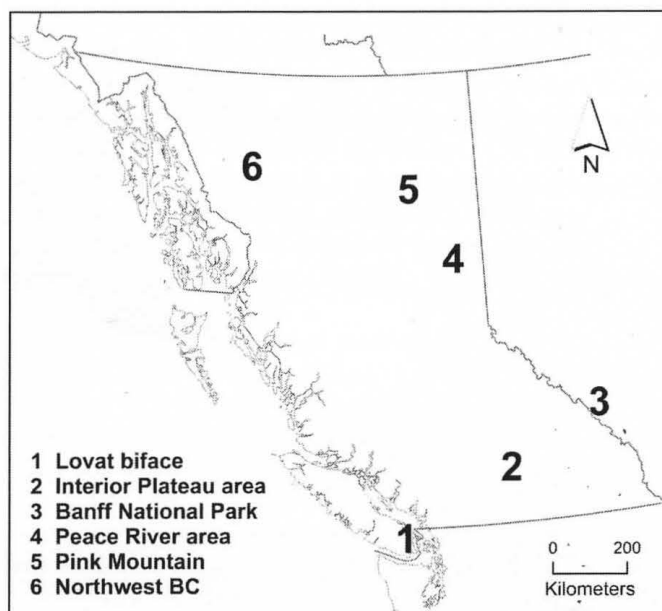 6
5
N
4
3
2
1
1 Lovat biface
2 Interior Plateau area
3 Banff National Park
4 Peace River area
5 Pink Mountain
6 Northwest BC
0 200
Kilometers